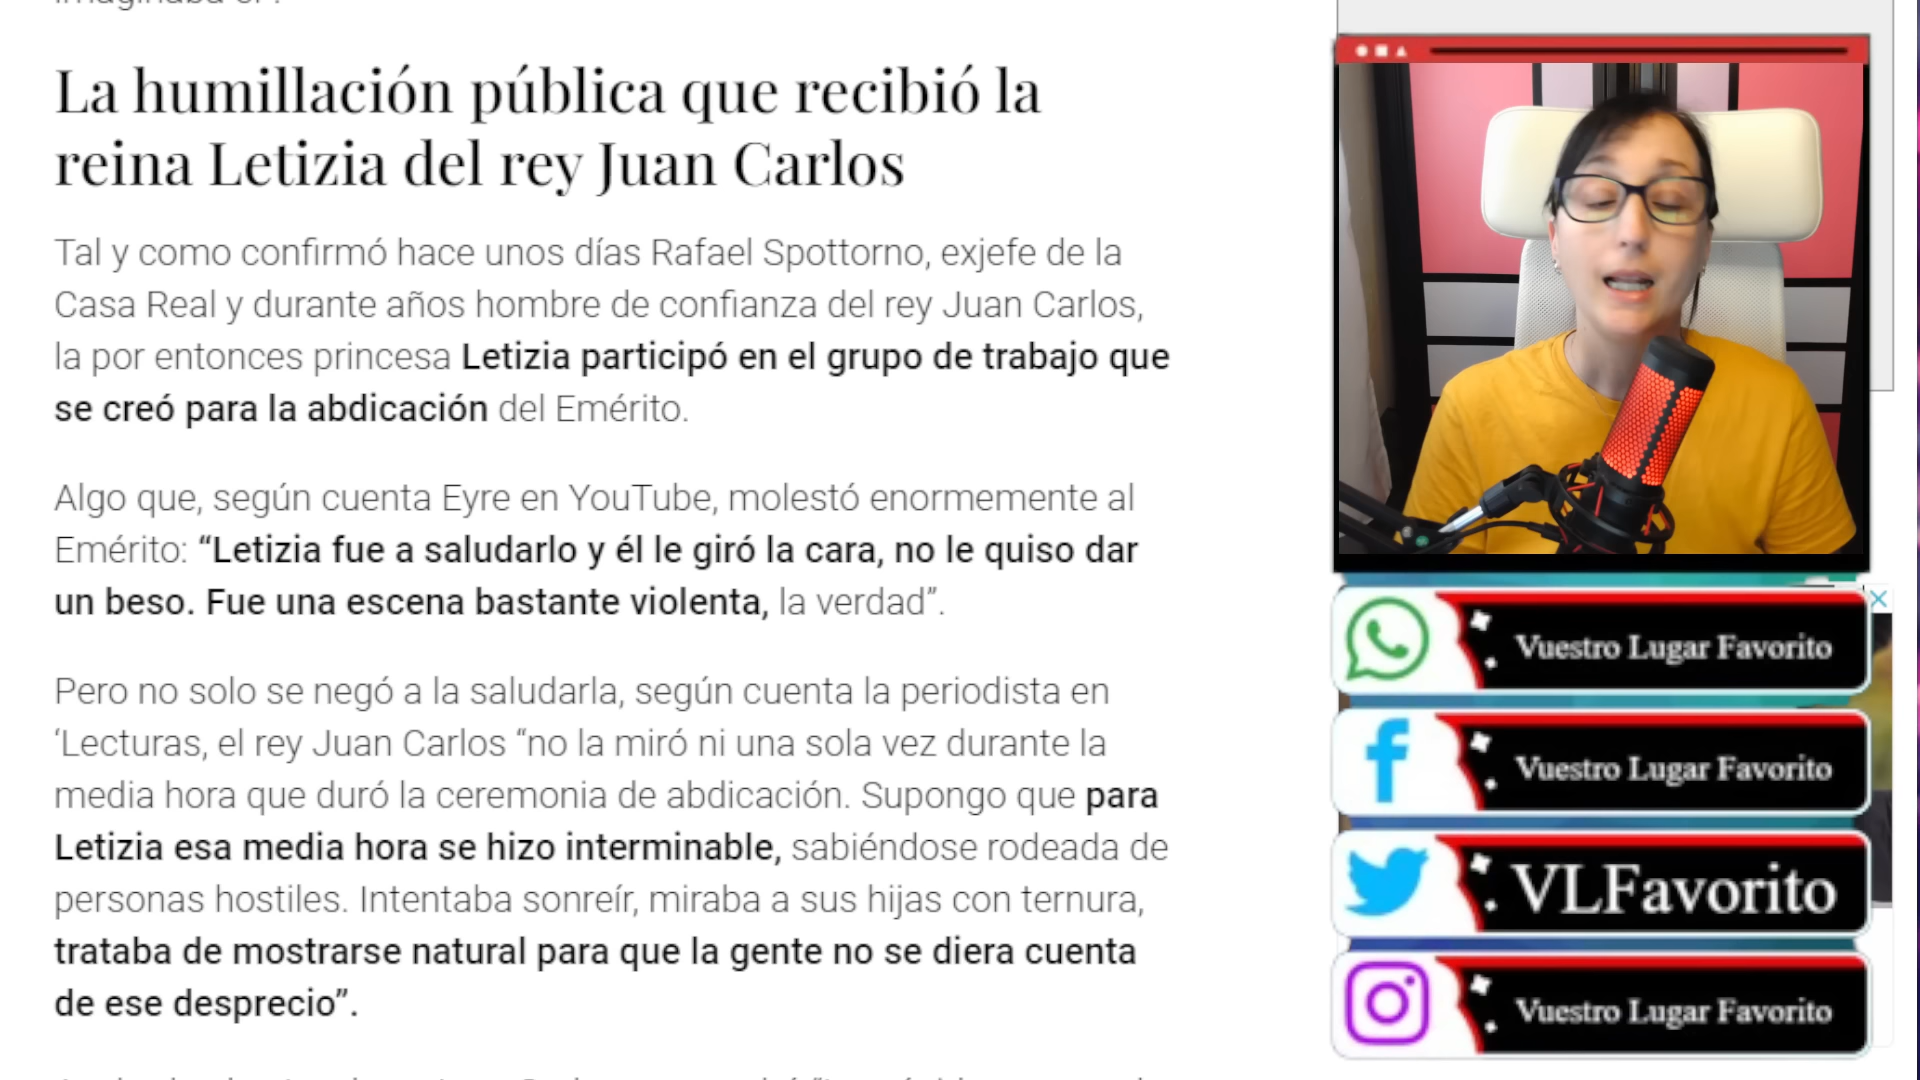 La humillación pública que recibió la
reina Letizia del rey Juan Carlos
Tal y como confirmó hace unos días Rafael Spottorno, exjefe de la
Casa Real y durante años hombre de confianza del rey Juan Carlos,
la por entonces princesa Letizia participó en el grupo de trabajo que
se creó para la abdicación del Emérito.
Algo que, según cuenta Eyre en YouTube, molestó enormemente al
Emérito: “Letizia fue a saludarlo y él le giró la cara, no le quiso dar
un beso. Fue una escena bastante violenta, la verdad”.
Pero no solo se negó a la saludarla, según cuenta la periodista en
‘Lecturas, el rey Juan Carlos “no la miró ni una sola vez durante la
media hora que duró la ceremonia de abdicación. Supongo que para
Letizia esa media hora se hizo interminable, sabiéndose rodeada de
personas hostiles. Intentaba sonreír, miraba a sus hijas con ternura,
trataba de mostrarse natural para que la gente no se diera cuenta
de ese desprecio”.
Vuestro Lugar Favorito
Vuestro Lugar Favorito
VLFavorito
Vuestro Lugar Favorito